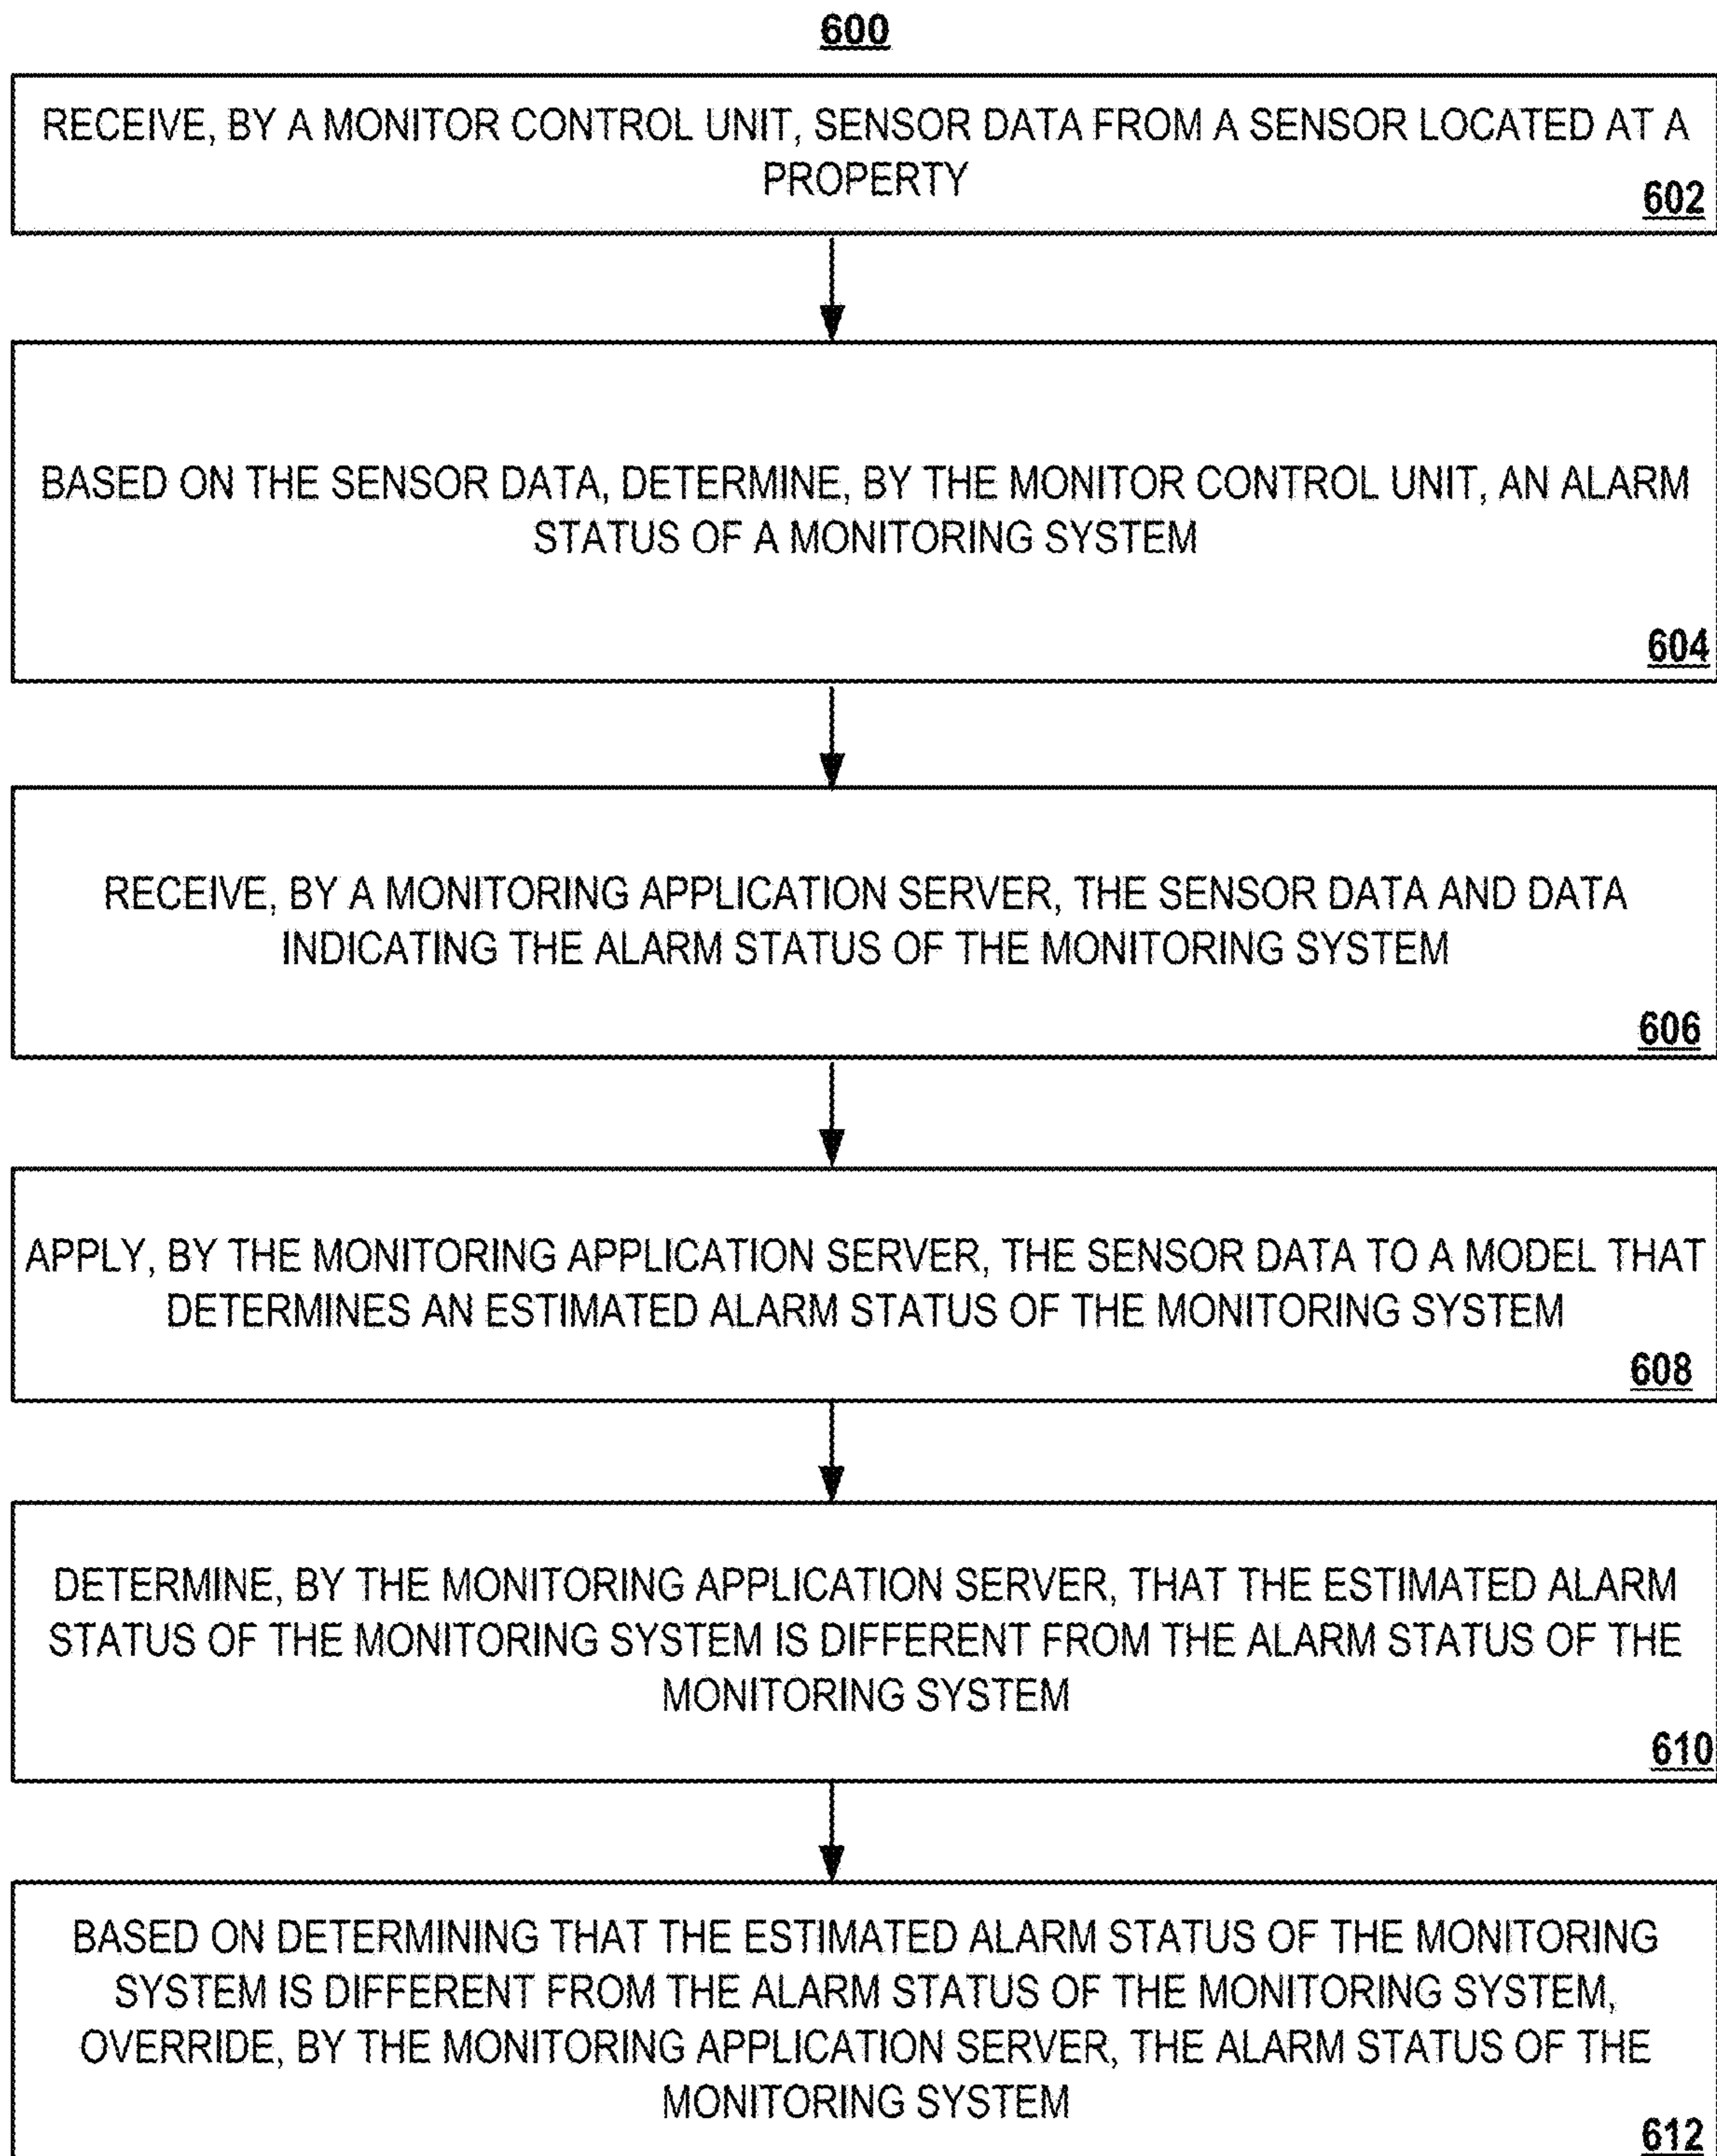 600
RECEIVE, BY A MONITOR CONTROL UNIT, SENSOR DATA FROM A SENSOR LOCATED AT A
PROPERTY
602
BASED ON THE SENSOR DATA, DETERMINE, BY THE MONITOR CONTROL UNIT, AN ALARM
STATUS OF A MONITORING SYSTEM
604
RECEIVE, BY A MONITORING APPLICATION SERVER, THE SENSOR DATA AND DATA
INDICATING THE ALARM STATUS OF THE MONITORING SYSTEM
606
APPLY, BY THE MONITORING APPLICATION SERVER, THE SENSOR DATA TO A MODEL THAT
DETERMINES AN ESTIMATED ALARM STATUS OF THE MONITORING SYSTEM
608
DETERMINE, BY THE MONITORING APPLICATION SERVER, THAT THE ESTIMATED ALARM
STATUS OF THE MONITORING SYSTEM IS DIFFERENT FROM THE ALARM STATUS OF THE
MONITORING SYSTEM
610
BASED ON DETERMINING THAT THE ESTIMATED ALARM STATUS OF THE MONITORING
SYSTEM IS DIFFERENT FROM THE ALARM STATUS OF THE MONITORING SYSTEM,
OVERRIDE, BY THE MONITORING APPLICATION SERVER, THE ALARM STATUS OF THE
MONITORING SYSTEM
612